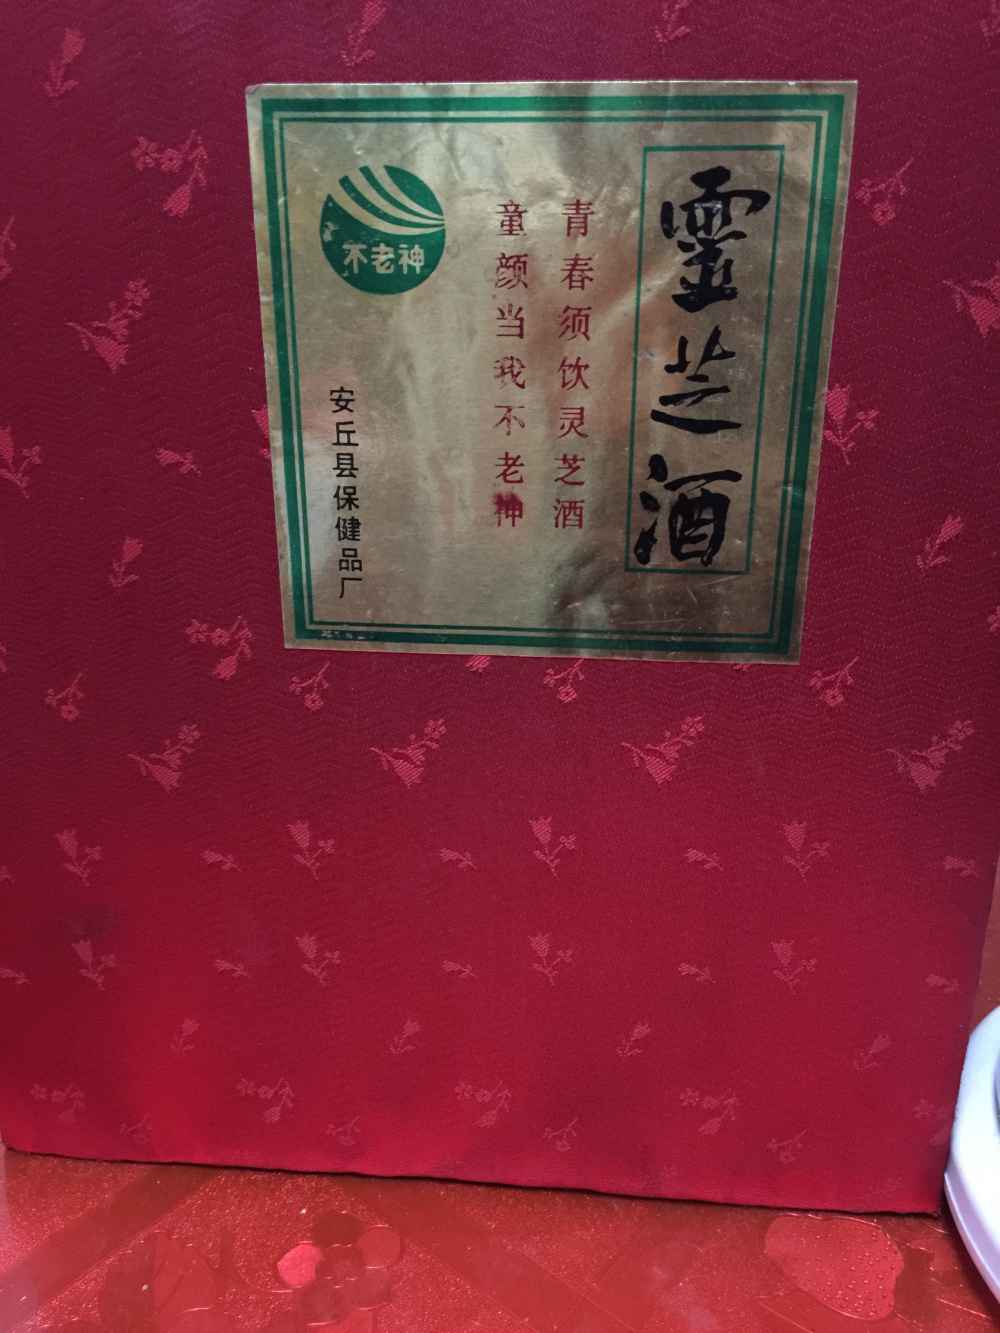 靈芝酒
青春须饮灵芝酒
童颜当我不老神
不老神
安丘县保健品厂